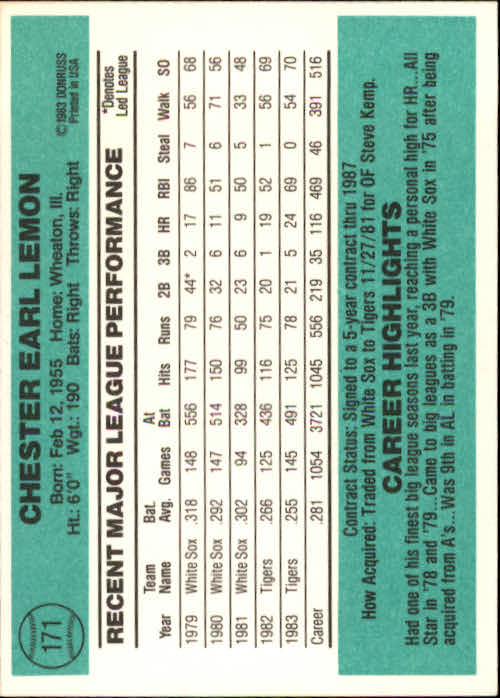 171
CHESTER EARL LEMON
Born: Feb 12, 1955 Home: Wheaton, Ill.
Ht.: 6'0" Wgt.: 190 Bats: Right Throws: Right
©1983 DONRUSS
Printed in USA
RECENT MAJOR LEAGUE PERFORMANCE
*Denotes
Led League
Team Bat. At
Year Name Avg. Games Bat Hits Runs 2B 3B HR RBI Steal Walk SO
1979 White Sox .318 148 556 177 79 44* 2 17 86 7 56 68
1980 White Sox .292 147 514 150 76 32 6 11 51 6 71 56
1981 White Sox .302 94 328 99 50 23 6 9 50 5 33 48
1982 Tigers .266 125 436 116 75 20 1 19 52 1 56 69
1983 Tigers .255 145 491 125 78 21 5 24 69 0 54 70
Career .281 1054 3721 1045 556 219 35 116 469 46 391 516
Contract Status: Signed to a 5-year contract thru 1987
How Acquired: Traded from White Sox to Tigers 11/27/81 for OF Steve Kemp.
CAREER HIGHLIGHTS
Had one of his finest big league seasons last year, reaching a personal high for HR...All
Star in '78 and '79...Came to big leagues as a 3B with White Sox in '75 after being
acquired from A's...Was 9th in AL in batting in '79.